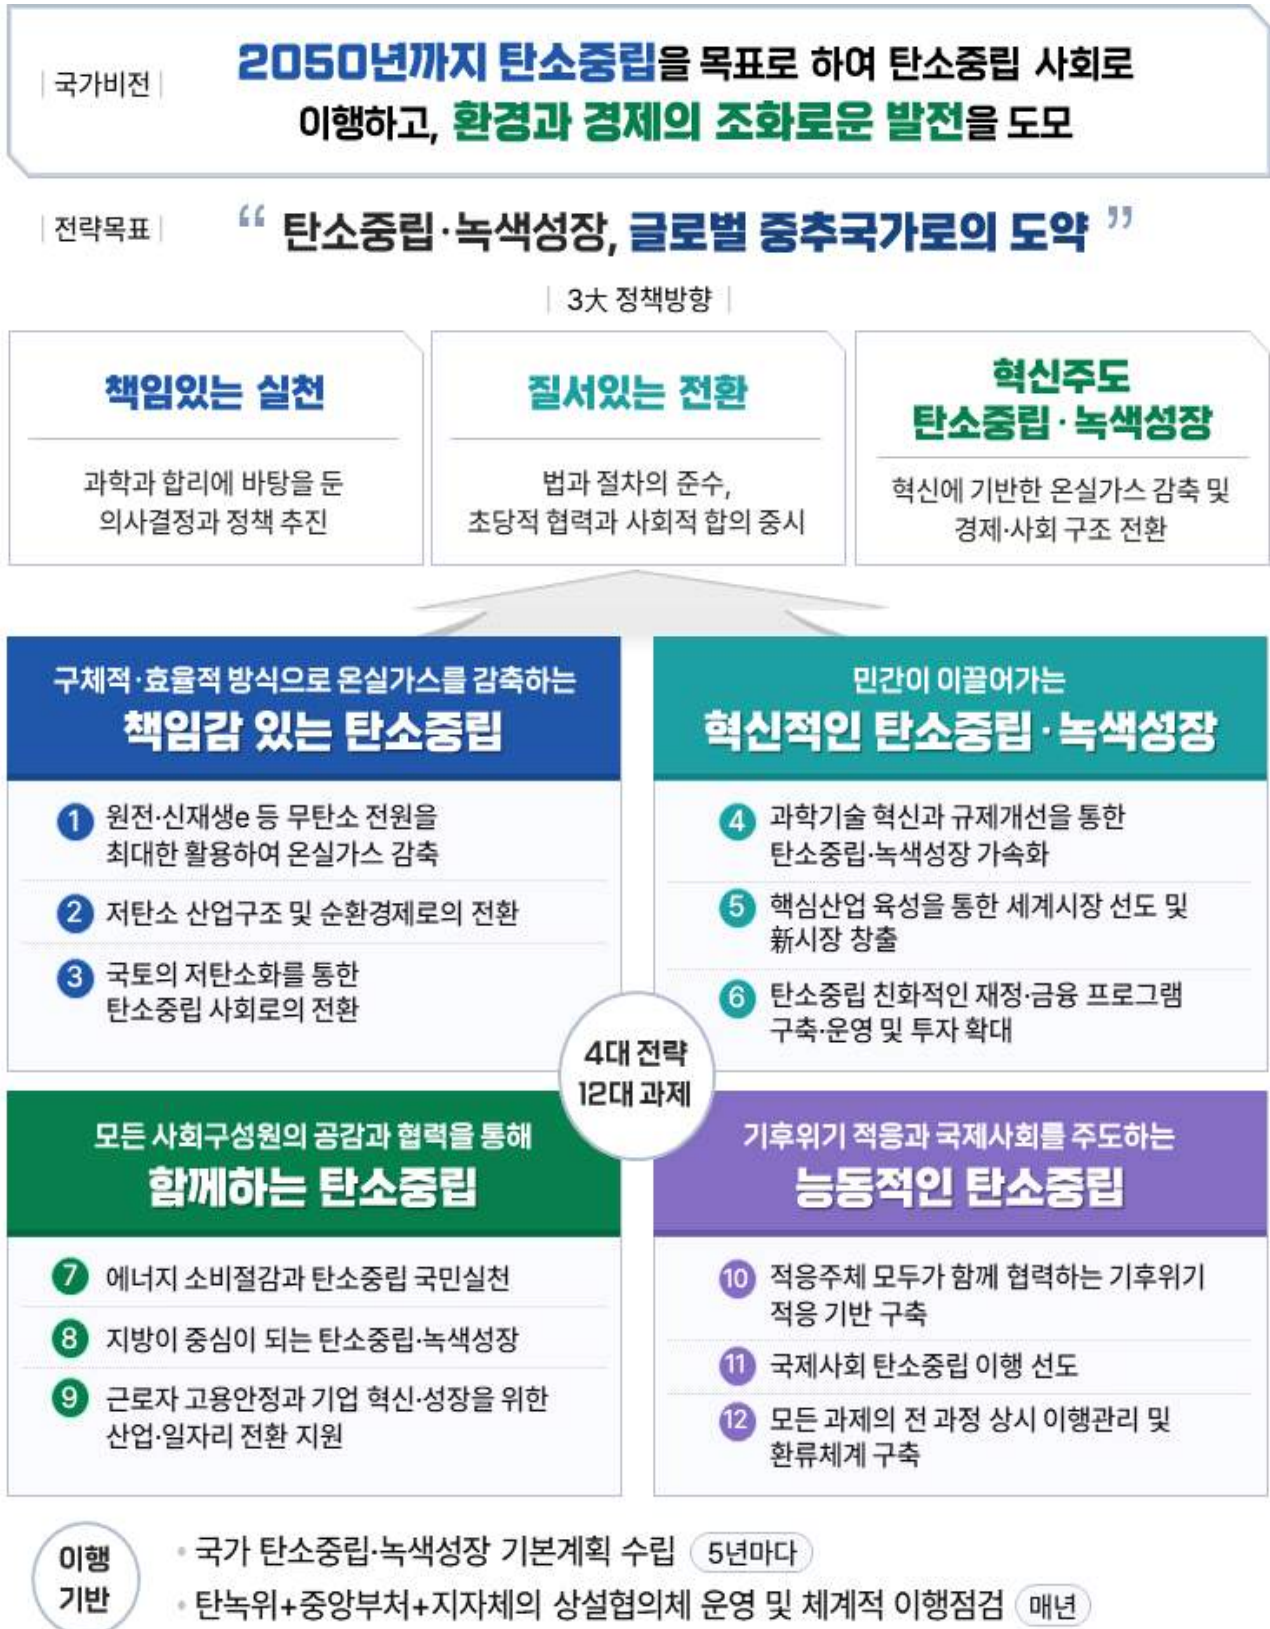 국가비전
2050년까지 탄소중립을 목표로 하여 탄소중립 사회로
이행하고, 환경과 경제의 조화로운 발전을 도모
전략목표
“ 탄소중립·녹색성장, 글로벌 중추국가로의 도약 ”
3大 정책방향
책임있는 실천
과학과 합리에 바탕을 둔
의사결정과 정책 추진
질서있는 전환
법과 절차의 준수,
초당적 협력과 사회적 합의 중시
혁신주도
탄소중립·녹색성장
혁신에 기반한 온실가스 감축 및
경제·사회 구조 전환
구체적·효율적 방식으로 온실가스를 감축하는
책임감 있는 탄소중립
1 원전·신재생e 등 무탄소 전원을
최대한 활용하여 온실가스 감축
2 저탄소 산업구조 및 순환경제로의 전환
3 국토의 저탄소화를 통한
탄소중립 사회로의 전환
민간이 이끌어가는
혁신적인 탄소중립·녹색성장
4 과학기술 혁신과 규제개선을 통한
탄소중립·녹색성장 가속화
5 핵심산업 육성을 통한 세계시장 선도 및
新시장 창출
6 탄소중립 친화적인 재정·금융 프로그램
구축·운영 및 투자 확대
4대 전략
12대 과제
모든 사회구성원의 공감과 협력을 통해
함께하는 탄소중립
7 에너지 소비절감과 탄소중립 국민실천
8 지방이 중심이 되는 탄소중립·녹색성장
9 근로자 고용안정과 기업 혁신·성장을 위한
산업·일자리 전환 지원
기후위기 적응과 국제사회를 주도하는
능동적인 탄소중립
10 적응주체 모두가 함께 협력하는 기후위기
적응 기반 구축
11 국제사회 탄소중립 이행 선도
12 모든 과제의 전 과정 상시 이행관리 및
환류체계 구축
이행
기반
• 국가 탄소중립·녹색성장 기본계획 수립 5년마다
• 탄녹위+중앙부처+지자체의 상설협의체 운영 및 체계적 이행점검 매년